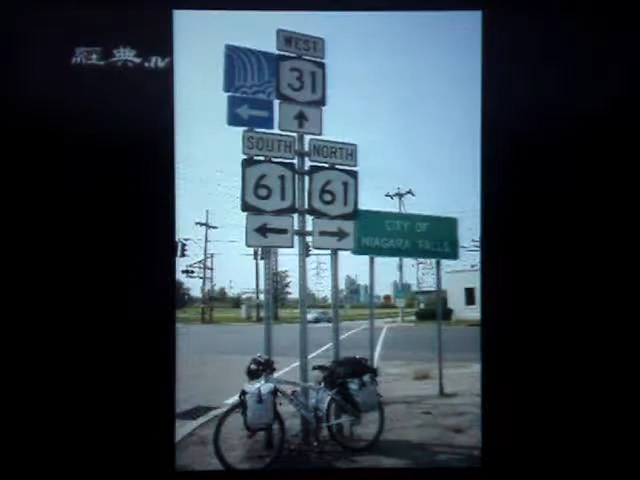 經典.TV
WEST
31
SOUTH
NORTH
61
61
CITY OF
NIAGARA FALLS